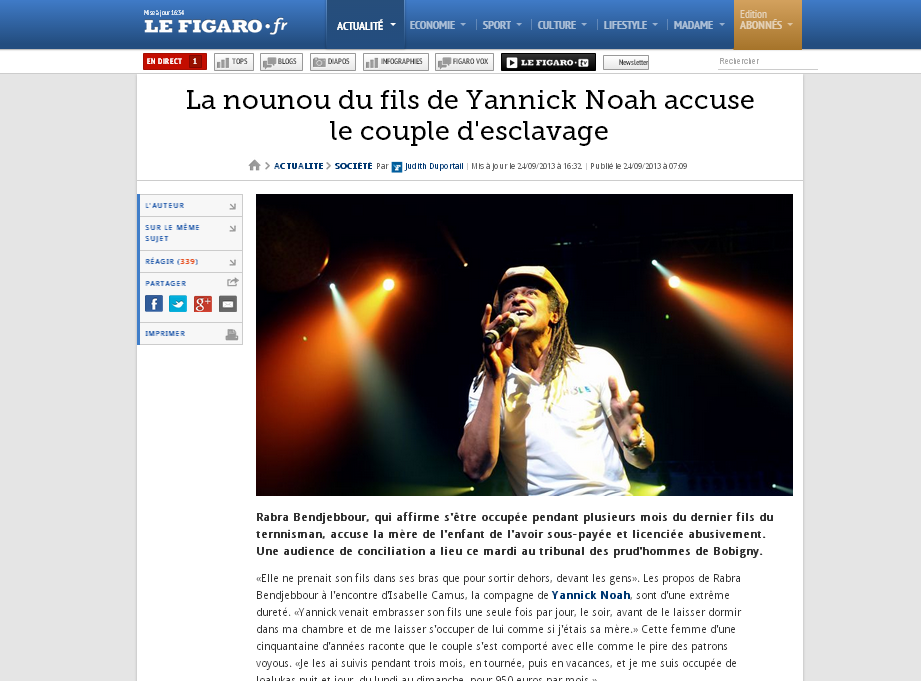 Mis à jour 16:34
LE FIGARO·fr
ACTUALITÉ
ECONOMIE
SPORT
CULTURE
LIFESTYLE
MADAME
Edition
ABONNÉS
EN DIRECT 1
TOPS
BLOGS
DIAPOS
INFOGRAPHIES
FIGARO VOX
LE FIGARO·tv
Newsletter
Rechercher
La nounou du fils de Yannick Noah accuse
le couple d'esclavage
ACTUALITE > SOCIÉTÉ Par Judith Duportail | Mis à jour le 24/09/2013 à 16:32 | Publié le 24/09/2013 à 07:09
L'AUTEUR
SUR LE MÊME
SUJET
RÉAGIR (339)
PARTAGER
IMPRIMER
Rabra Bendjebbour, qui affirme s'être occupée pendant plusieurs mois du dernier fils du
ternnisman, accuse la mère de l'enfant de l'avoir sous-payée et licenciée abusivement.
Une audience de conciliation a lieu ce mardi au tribunal des prud'hommes de Bobigny.
«Elle ne prenait son fils dans ses bras que pour sortir dehors, devant les gens». Les propos de Rabra
Bendjebbour à l'encontre d'Isabelle Camus, la compagne de Yannick Noah, sont d'une extrême
dureté. «Yannick venait embrasser son fils une seule fois par jour, le soir, avant de le laisser dormir
dans ma chambre et de me laisser s'occuper de lui comme si j'étais sa mère.» Cette femme d'une
cinquantaine d'années raconte que le couple s'est comporté avec elle comme le pire des patrons
voyous. «Je les ai suivis pendant trois mois, en tournée, puis en vacances, et je me suis occupée de
Joalukas nuit et jour, du lundi au dimanche, pour 950 euros par mois.»